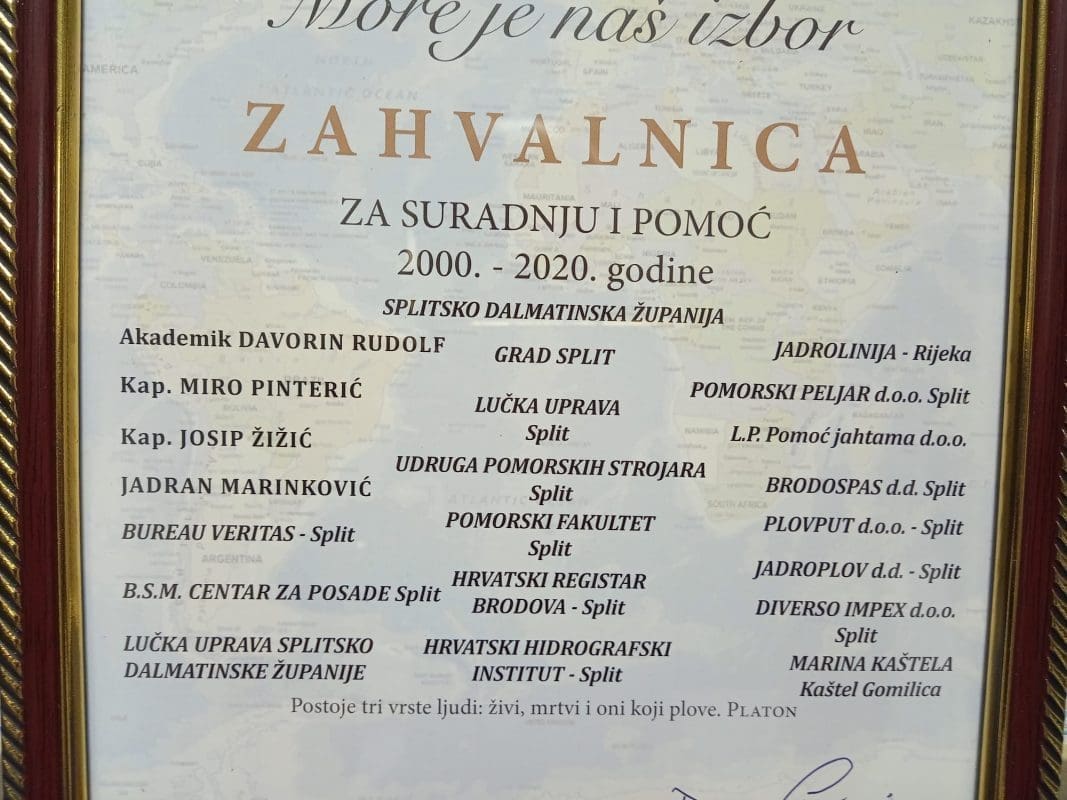 More je naš izbor
ZAHVALNICA
ZA SURADNJU I POMOĆ
2000. - 2020. godine
SPLITSKO DALMATINSKA ŽUPANIJA
Akademik DAVORIN RUDOLF
Kap. MIRO PINTERIĆ
Kap. JOSIP ŽIŽIĆ
JADRAN MARINKOVIĆ
BUREAU VERITAS - Split
B.S.M. CENTAR ZA POSADE Split
LUČKA UPRAVA SPLITSKO
DALMATINSKE ŽUPANIJE
GRAD SPLIT
LUČKA UPRAVA
Split
UDRUGA POMORSKIH STROJARA
Split
POMORSKI FAKULTET
Split
HRVATSKI REGISTAR
BRODOVA - Split
HRVATSKI HIDROGRAFSKI
INSTITUT - Split
JADROLINIJA - Rijeka
POMORSKI PELJAR d.o.o. Split
L.P. Pomoć jahtama d.o.o.
BRODOSPAS d.d. Split
PLOVPUT d.o.o. - Split
JADROPLOV d.d. - Split
DIVERSO IMPEX d.o.o.
Split
MARINA KAŠTELA
Kaštel Gomilica
Postoje tri vrste ljudi: živi, mrtvi i oni koji plove. PLATON